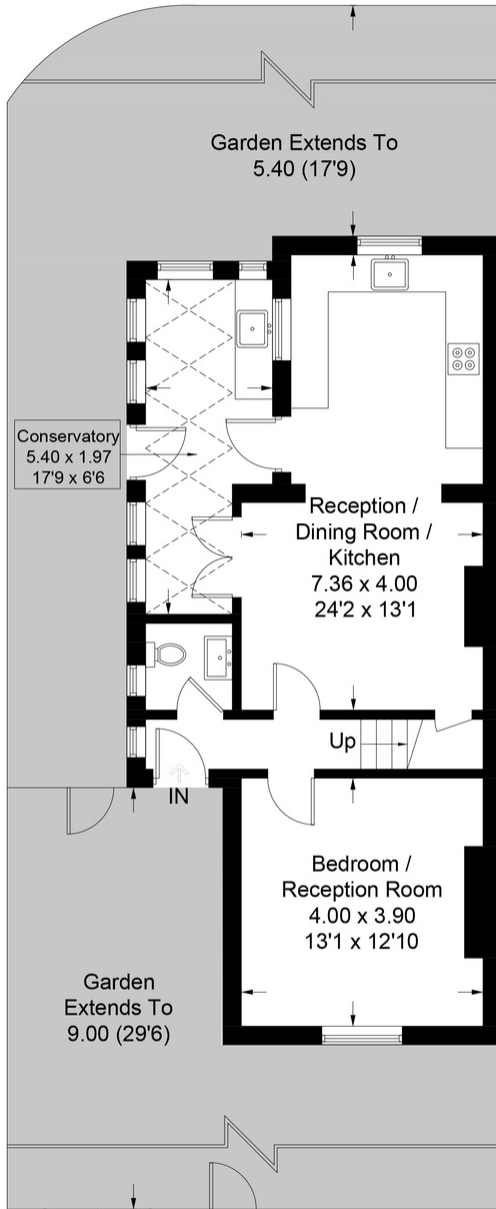 Garden Extends To
5.40 (17'9)
Conservatory
5.40 x 1.97
17'9 x 6'6
Reception /
Dining Room /
Kitchen
7.36 x 4.00
24'2 x 13'1
Up
IN
Bedroom /
Reception Room
4.00 x 3.90
13'1 x 12'10
Garden
Extends To
9.00 (29'6)